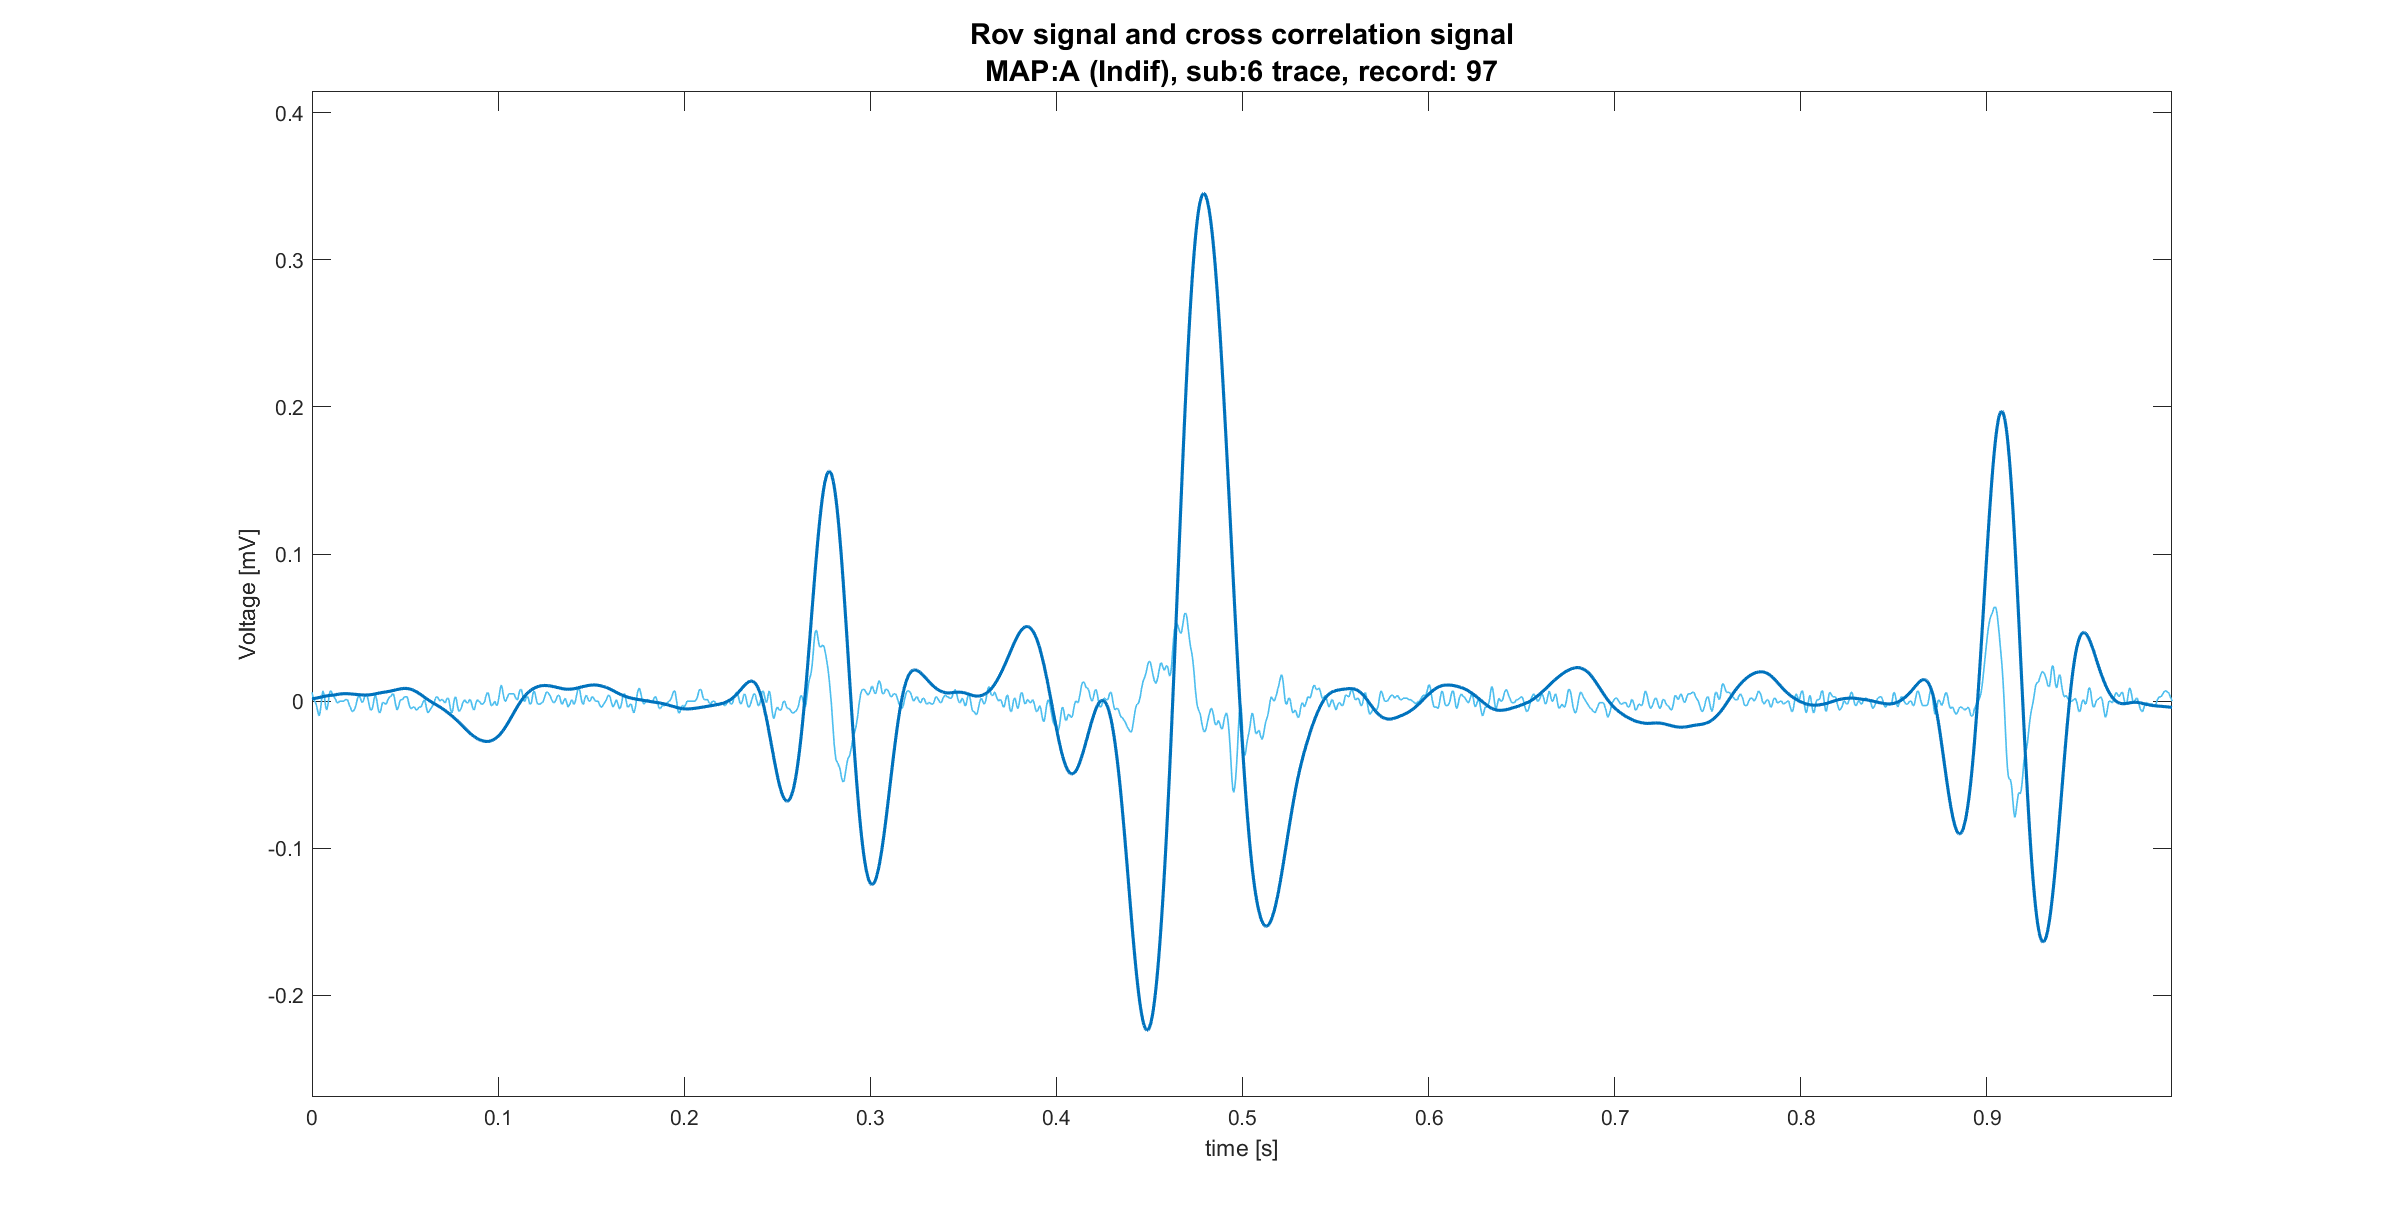 Rov signal and cross correlation signal
MAP:A (Indif), sub:6 trace, record: 97
0.4
0.3
0.2
0.1
0
-0.1
-0.2
Voltage [mV]
0 0.1 0.2 0.3 0.4 0.5 0.6 0.7 0.8 0.9
time [s]